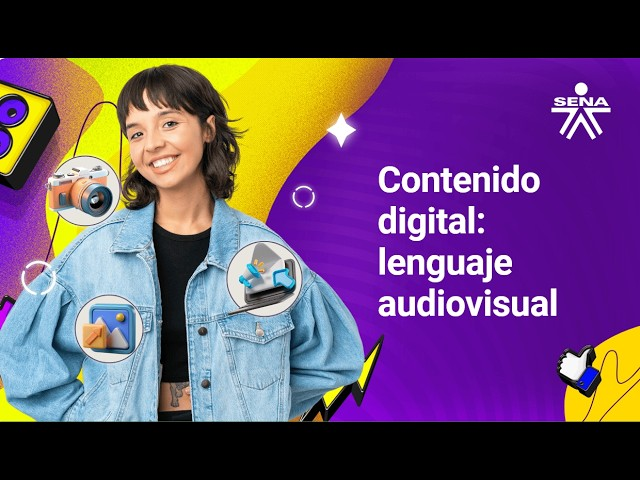 SENA
Contenido
digital:
lenguaje
audiovisual